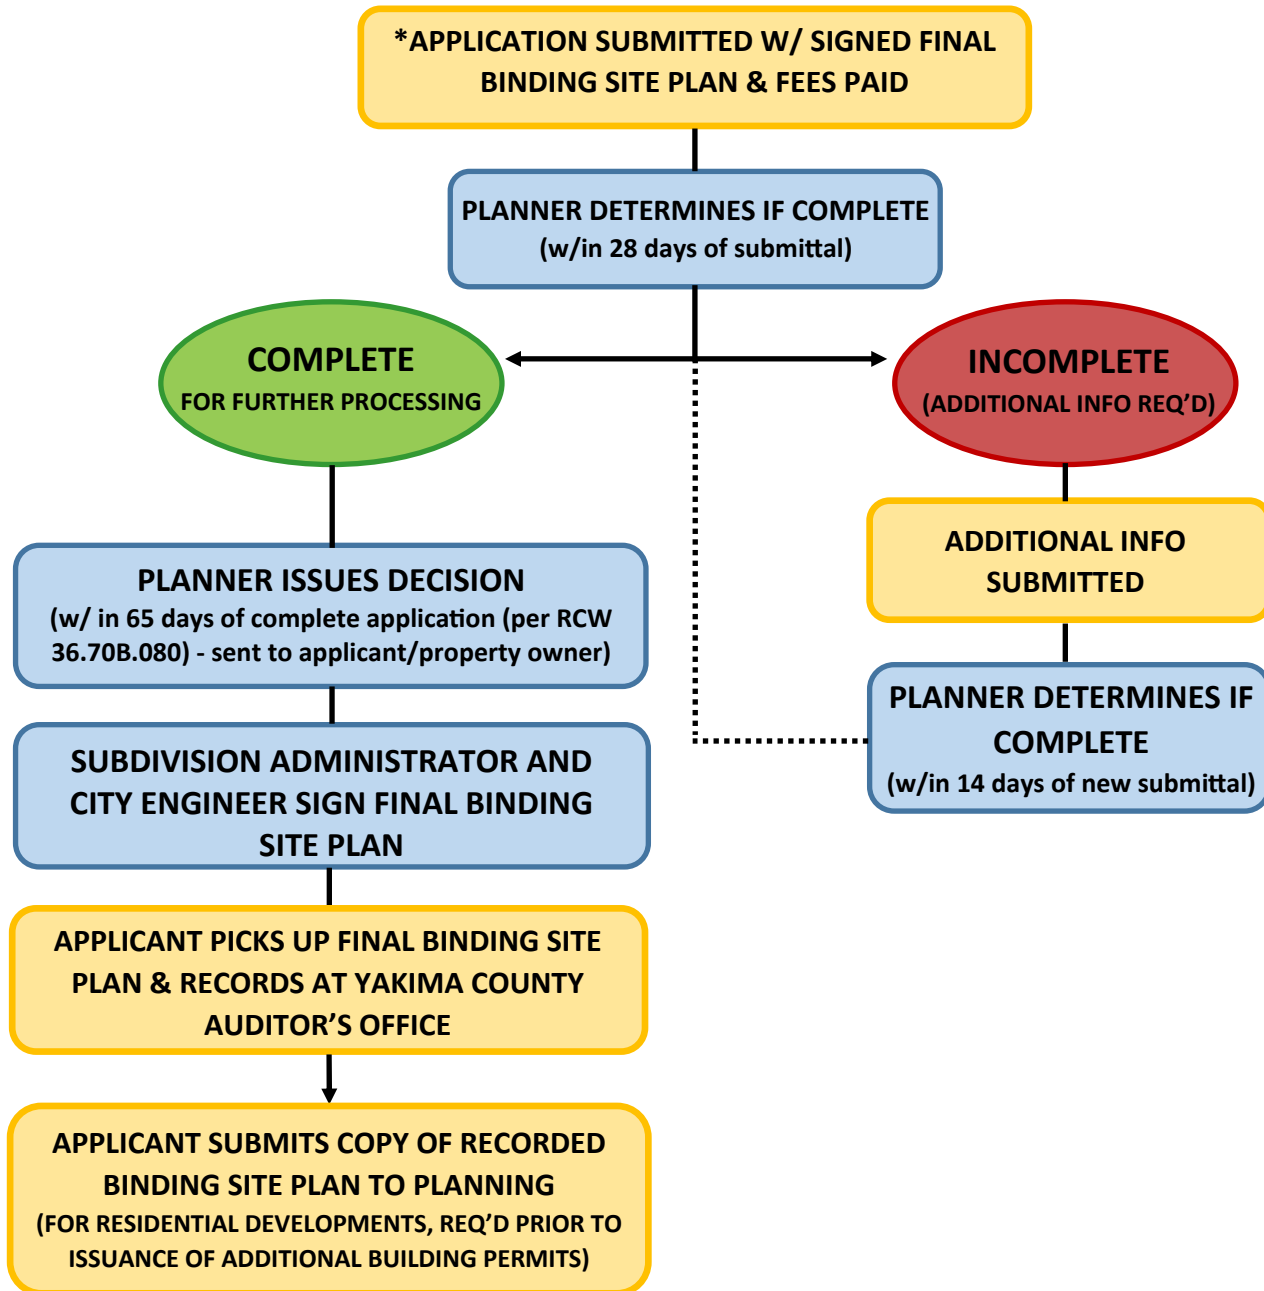 *APPLICATION SUBMITTED W/ SIGNED FINAL
BINDING SITE PLAN & FEES PAID
PLANNER DETERMINES IF COMPLETE
(w/in 28 days of submittal)
COMPLETE
FOR FURTHER PROCESSING
INCOMPLETE
(ADDITIONAL INFO REQ’D)
PLANNER ISSUES DECISION
(w/ in 65 days of complete application (per RCW
36.70B.080) - sent to applicant/property owner)
ADDITIONAL INFO
SUBMITTED
PLANNER DETERMINES IF
COMPLETE
(w/in 14 days of new submittal)
SUBDIVISION ADMINISTRATOR AND
CITY ENGINEER SIGN FINAL BINDING
SITE PLAN
APPLICANT PICKS UP FINAL BINDING SITE
PLAN & RECORDS AT YAKIMA COUNTY
AUDITOR’S OFFICE
APPLICANT SUBMITS COPY OF RECORDED
BINDING SITE PLAN TO PLANNING
(FOR RESIDENTIAL DEVELOPMENTS, REQ’D PRIOR TO
ISSUANCE OF ADDITIONAL BUILDING PERMITS)